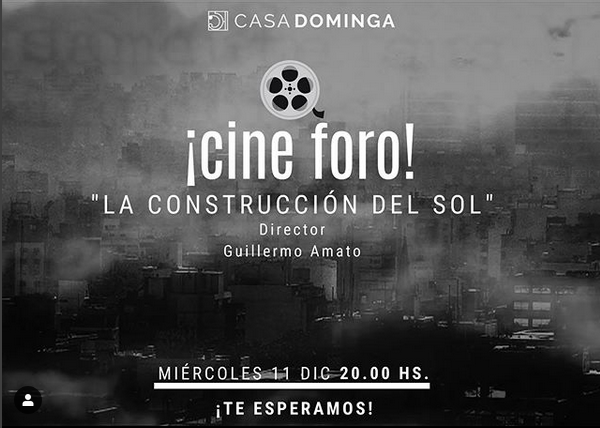 CASA DOMINGA
¡cine foro!
"LA CONSTRUCCIÓN DEL SOL"
Director
Guillermo Amato
MIÉRCOLES 11 DIC 20.00 HS.
¡TE ESPERAMOS!